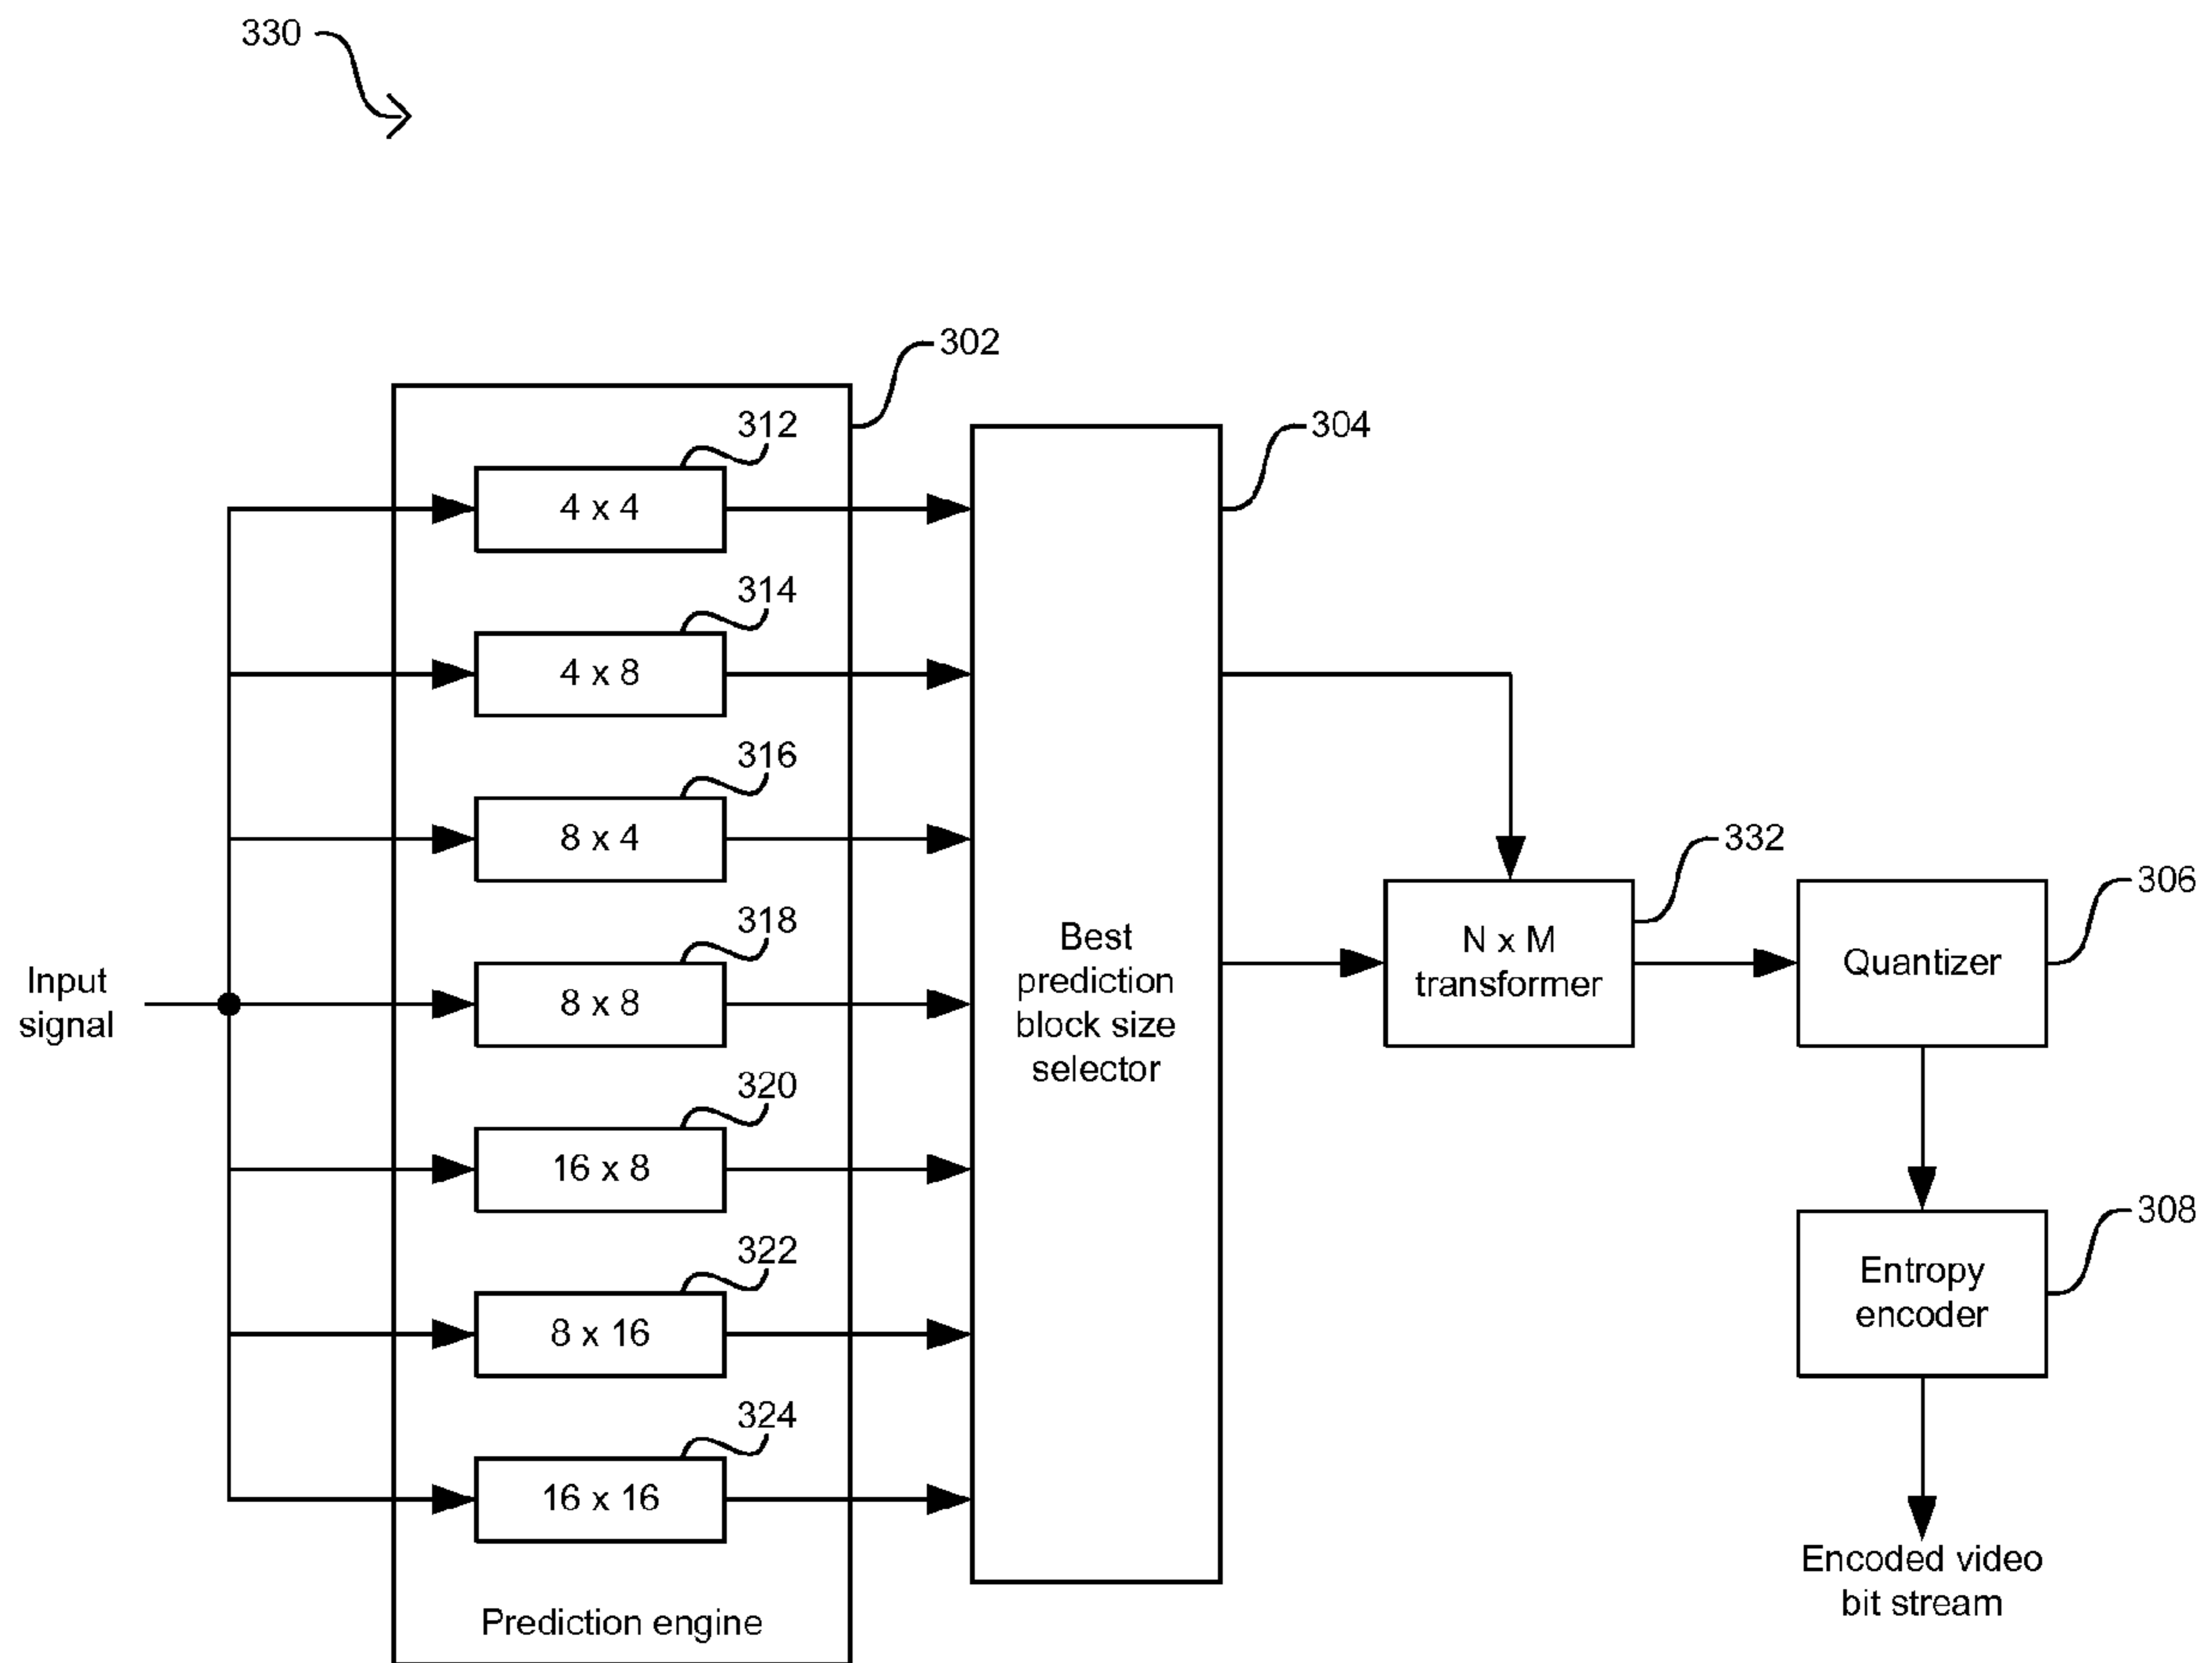 330
302
312
304
4 x 4
314
4 x 8
316
8 x 4
332
318
306
Best
prediction
block size
selector
N x M
transformer
Quantizer
Input
signal
8 x 8
320
16 x 8
308
322
Entropy
encoder
8 x 16
324
16 x 16
Encoded video
bit stream
Prediction engine